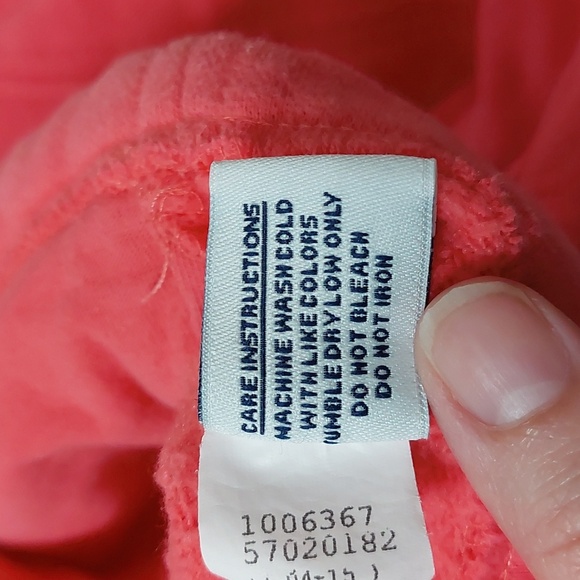 CARE INSTRUCTIONS
MACHINE WASH COLD
WITH LIKE COLORS
TUMBLE DRY LOW ONLY
DO NOT BLEACH
DO NOT IRON
1006367
57020182